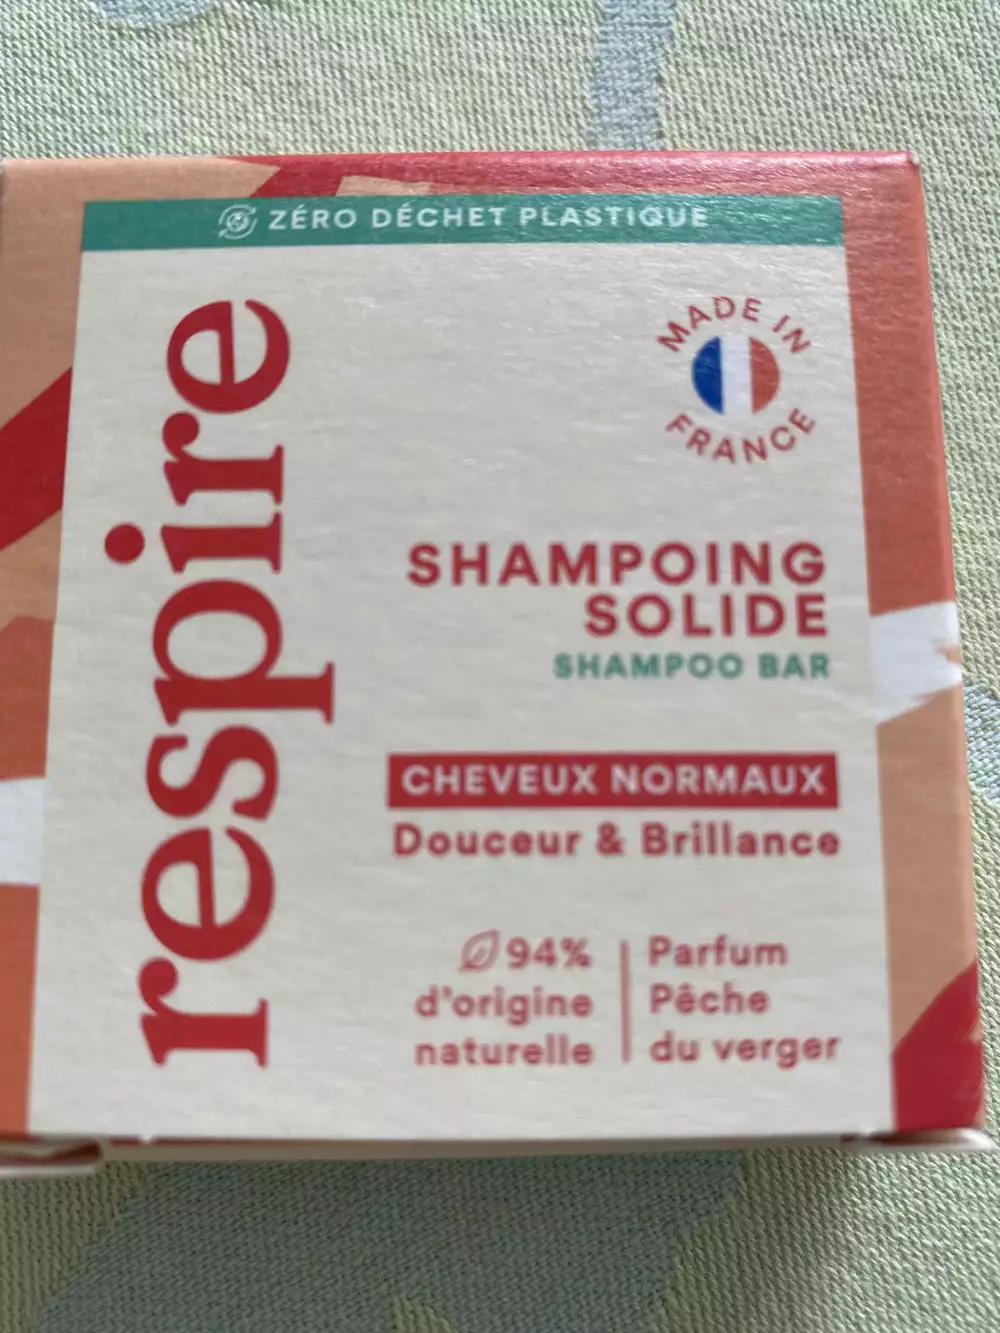 ZÉRO DÉCHET PLASTIQUE
respire
MADE IN
FRANCE
SHAMPOING
SOLIDE
SHAMPOO BAR
CHEVEUX NORMAUX
Douceur & Brillance
94%
d'origine
naturelle
Parfum
Pêche
du verger